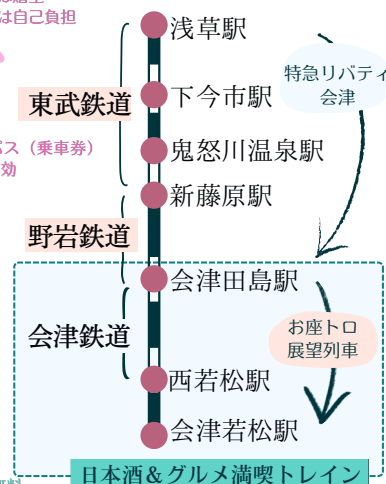 は自己負担
浅草駅
特急リバティ
会津
東武鉄道
下今市駅
パス（乗車券）
効
鬼怒川温泉駅
新藤原駅
野岩鉄道
会津田島駅
会津鉄道
お座トロ
展望列車
西若松駅
会津若松駅
日本酒＆グルメ満喫トレイン